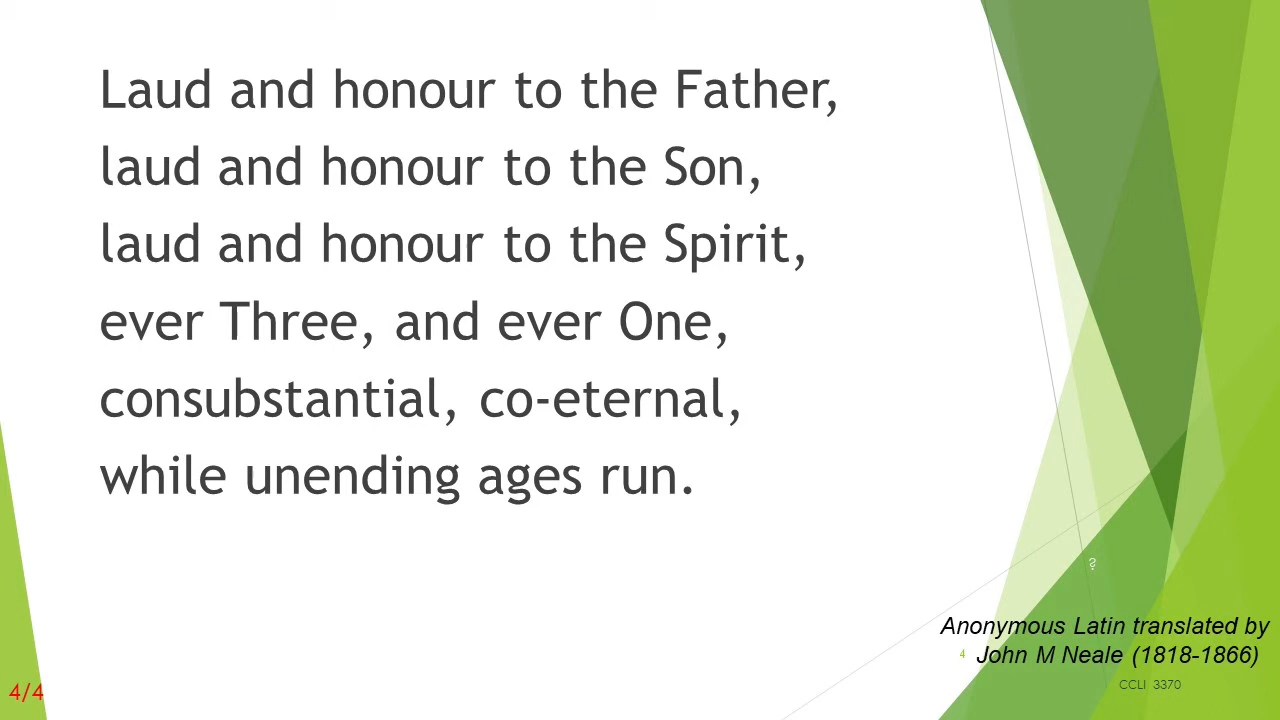 Laud and honour to the Father,
laud and honour to the Son,
laud and honour to the Spirit,
ever Three, and ever One,
consubstantial, co-eternal,
while unending ages run.
?
Anonymous Latin translated by
4 John M Neale (1818-1866)
CCLI 3370
4/4